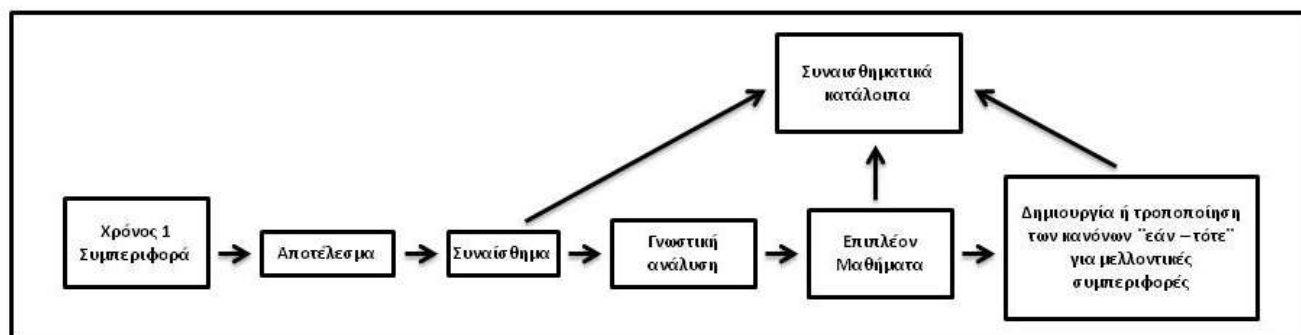 Συναισθηματικά
κατάλοιπα
Χρόνος 1
Συμπεριφορά
Αποτέλεσμα
Συναίσθημα
Γνωστική
ανάλυση
Επιπλέον
Μαθήματα
Δημιουργία ή τροποποίηση
των κανόνων ¨εάν –τότε¨
για μελλοντικές
συμπεριφορές